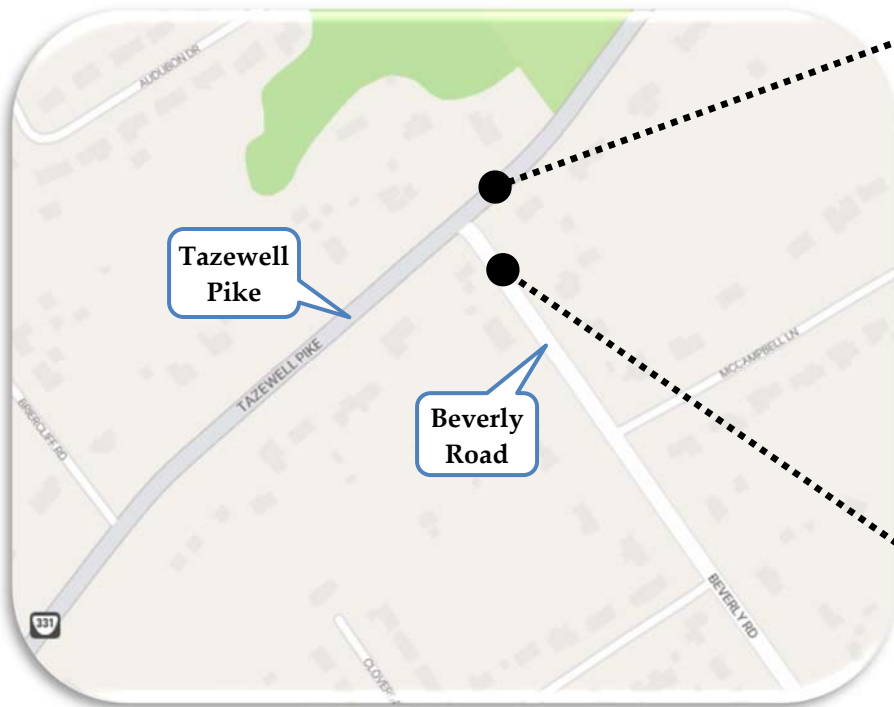 AUDUBON DR
Tazewell
Pike
TAZEWELL PIKE
MCCAMPBELL LN
BRIERCLIFF RD
Beverly
Road
BEVERLY RD
331